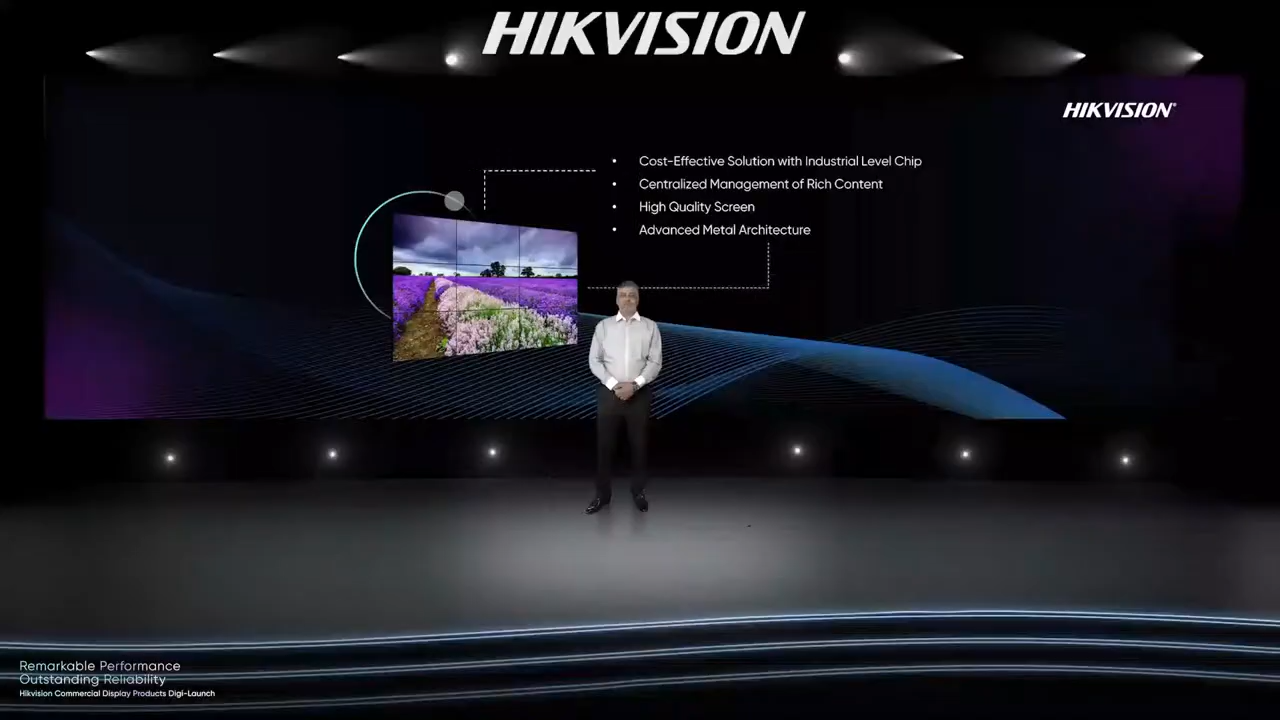 HIKVISION
HIKVISION®
• Cost-Effective Solution with Industrial Level Chip
• Centralized Management of Rich Content
• High Quality Screen
• Advanced Metal Architecture
Remarkable Performance
Outstanding Reliability
Hikvision Commercial Display Products Digi-Launch